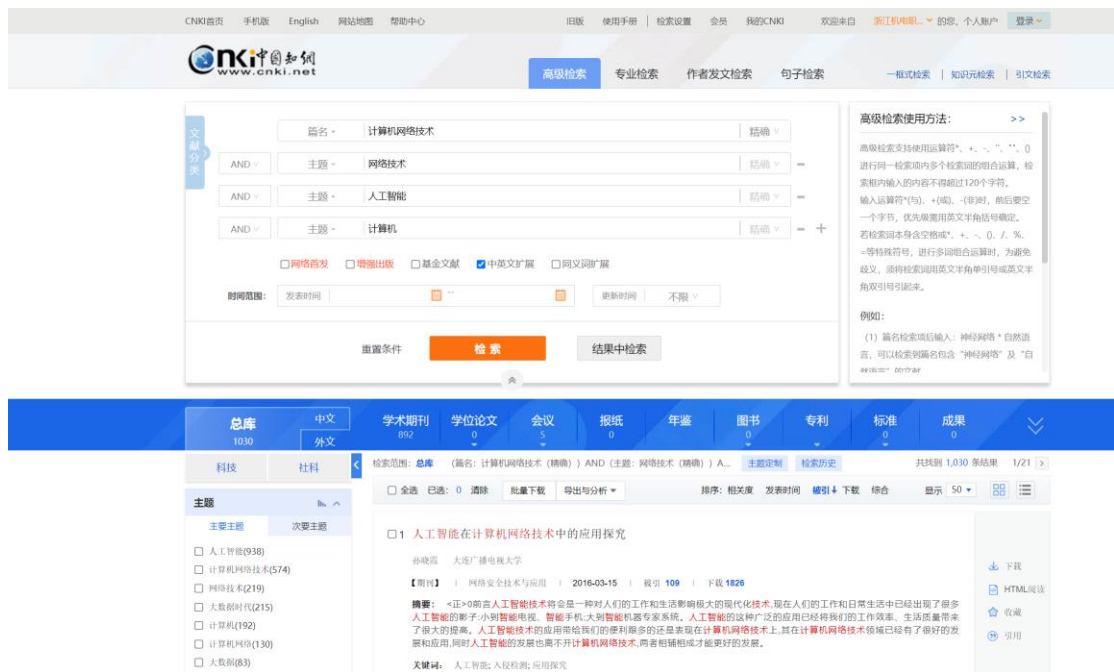 CNKI首页 手机版 English 网站地图 帮助中心 旧版 使用手册 检索设置 会员 我的CNKI 欢迎来自 浙江机电职... 的您，个人账户 登录
CNKI中国知网
www.cnki.net
高级检索 专业检索 作者发文检索 句子检索 一框式检索 | 知识元检索 | 引文检索
文献分类
篇名 计算机网络技术 精确
AND 主题 网络技术 精确
AND 主题 人工智能 精确
AND 主题 计算机 精确
网络首发 增强出版 基金文献 中英文扩展 同义词扩展
时间范围： 发表时间 -- 更新时间 不限
重置条件 检索 结果中检索
高级检索使用方法： >>
高级检索支持使用运算符*、+、-、''、""、()
进行同一检索项内多个检索词的组合运算，检
索框内输入的内容不得超过120个字符。
输入运算符*(与)、+(或)、-(非)时，前后要空
一个字节，优先级需用英文半角括号确定。
若检索词本身含空格或*、+、-、()、/、%、
=等特殊符号，进行多词组合运算时，为避免
歧义，须将检索词用英文半角单引号或英文半
角双引号引起来。
例如：
(1) 篇名检索项后输入：神经网络 * 自然语
言，可以检索到篇名包含“神经网络”及“自
然语言”的文献
总库 1030 中文 外文
学术期刊 892 学位论文 0 会议 5 报纸 0 年鉴 图书 0 专利 标准 0 成果 0
科技 社科
检索范围：总库 （篇名：计算机网络技术（精确））AND（主题：网络技术（精确））A... 主题定制 检索历史 共找到 1,030 条结果 1/21
全选 已选：0 清除 批量下载 导出与分析 排序：相关度 发表时间 被引↓ 下载 综合 显示 50
主题
主要主题 次要主题
人工智能(938)
计算机网络技术(574)
网络技术(219)
大数据时代(215)
计算机(192)
计算机网络(130)
大数据(83)
1 人工智能在计算机网络技术中的应用探究
孙晓霞 大连广播电视大学
【期刊】 | 网络安全技术与应用 | 2016-03-15 | 被引 109 | 下载 1826
摘要： <正>0前言人工智能技术将会是一种对人们的工作和生活影响极大的现代化技术,现在人们的工作和日常生活中已经出现了很多
人工智能的影子:小到智能电视、智能手机;大到智能机器专家系统。人工智能的这种广泛的应用已经将我们的工作效率、生活质量带来
了很大的提高。人工智能技术的应用带给我们的便利颇多的还是表现在计算机网络技术上,其在计算机网络技术领域已经有了很好的发
展和应用,同时人工智能的发展也离不开计算机网络技术,两者相辅相成才能更好的发展。
关键词： 人工智能; 入侵检测; 应用探究
下载
HTML阅读
收藏
引用